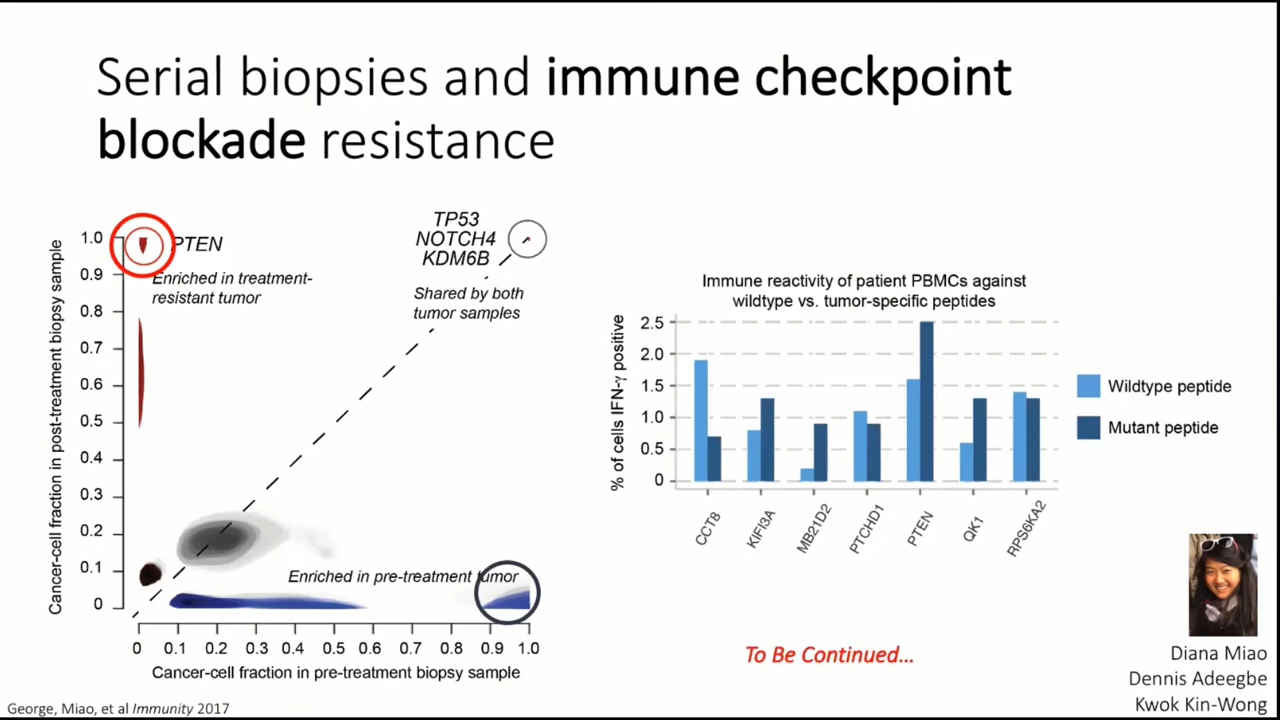 Serial biopsies and immune checkpoint
blockade resistance
Cancer-cell fraction in post-treatment biopsy sample
1.0
0.9
0.8
0.7
0.6
0.5
0.4
0.3
0.2
0.1
0
PTEN
Enriched in treatment-
resistant tumor
TP53
NOTCH4
KDM6B
Shared by both
tumor samples
Enriched in pre-treatment tumor
0 0.1 0.2 0.3 0.4 0.5 0.6 0.7 0.8 0.9 1.0
Cancer-cell fraction in pre-treatment biopsy sample
Immune reactivity of patient PBMCs against
wildtype vs. tumor-specific peptides
% of cells IFN-γ positive
2.5
2.0
1.5
1.0
0.5
0
CCT8 KIFI3A MB21D2 PTCHD1 PTEN QK1 RPS6KA2
Wildtype peptide
Mutant peptide
To Be Continued...
Diana Miao
Dennis Adeegbe
Kwok Kin-Wong
George, Miao, et al Immunity 2017